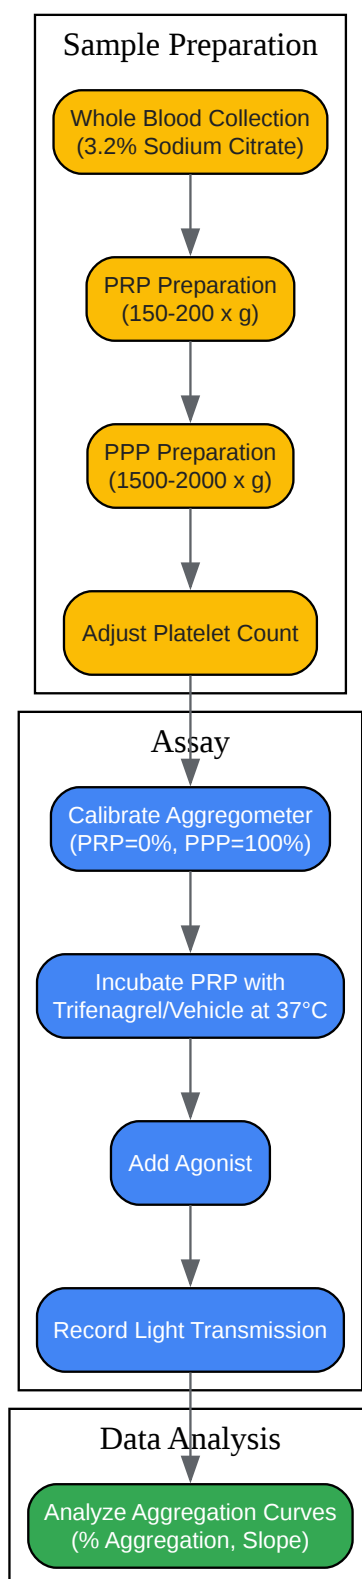 Sample Preparation
Whole Blood Collection
(3.2% Sodium Citrate)
PRP Preparation
(150-200 x g)
PPP Preparation
(1500-2000 x g)
Adjust Platelet Count
Assay
Calibrate Aggregometer
(PRP=0%, PPP=100%)
Incubate PRP with
Trifenagrel/Vehicle at 37°C
Add Agonist
Record Light Transmission
Data Analysis
Analyze Aggregation Curves
(% Aggregation, Slope)